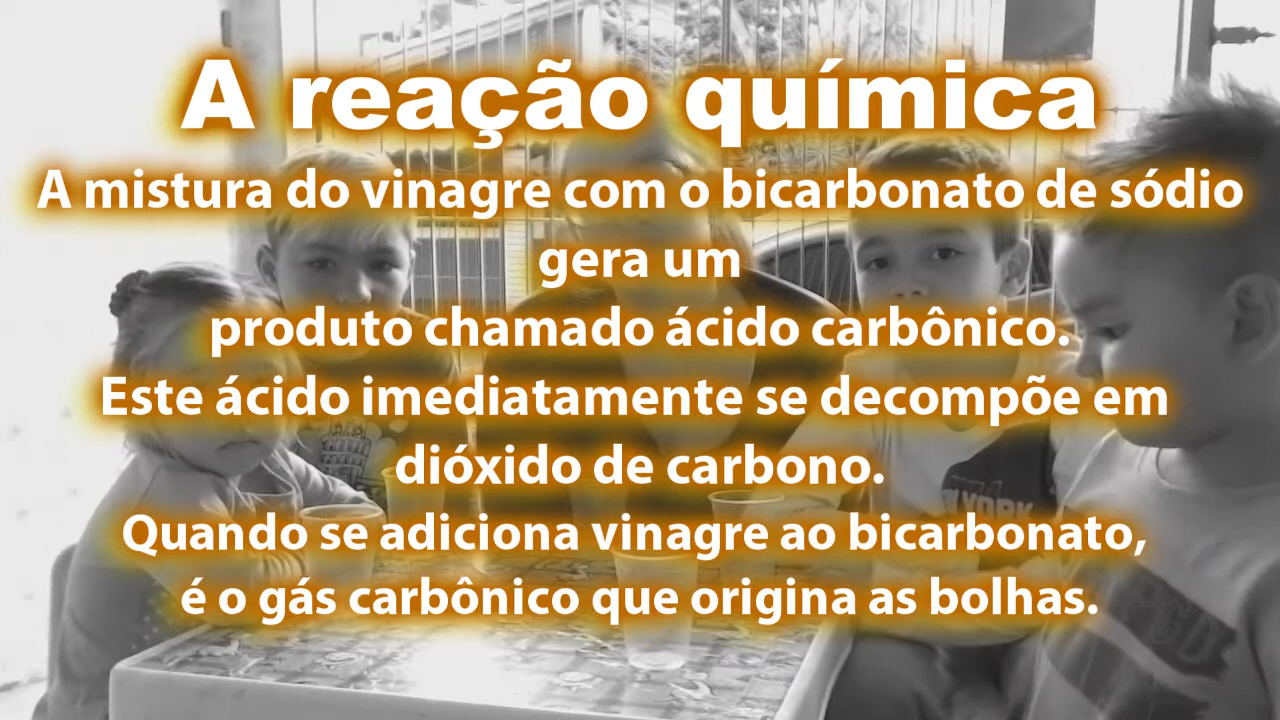 A reação química
A mistura do vinagre com o bicarbonato de sódio
gera um
produto chamado ácido carbônico.
Este ácido imediatamente se decompõe em
dióxido de carbono.
Quando se adiciona vinagre ao bicarbonato,
é o gás carbônico que origina as bolhas.
YORK